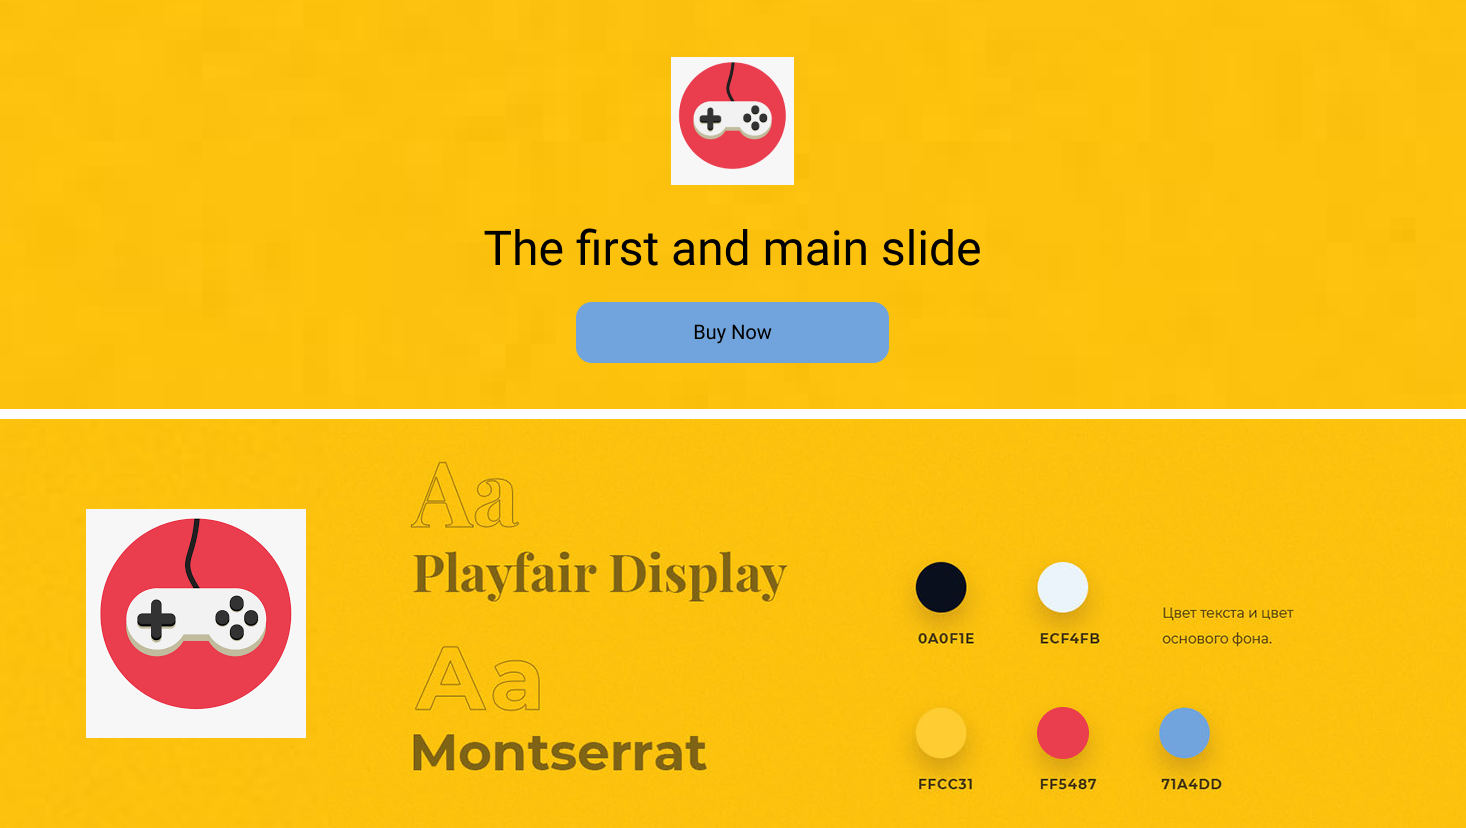 The first and main slide
Buy Now
Aa
Playfair Display
Aa
Montserrat
0A0F1E
ECF4FB
Цвет текста и цвет
основого фона.
FFCC31
FF5487
71A4DD